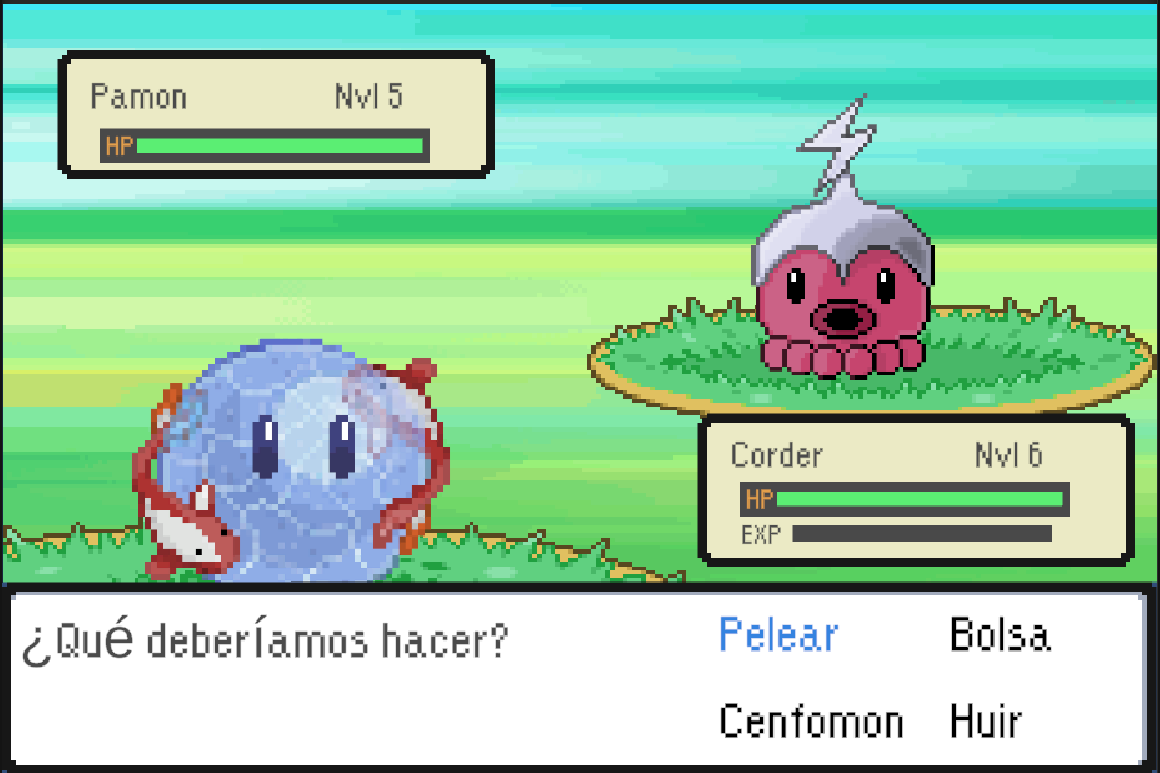 Pamon Nvl 5
HP
Corder Nvl 6
HP
EXP
¿Qué deberíamos hacer?
Pelear Bolsa
Cenfomon Huir